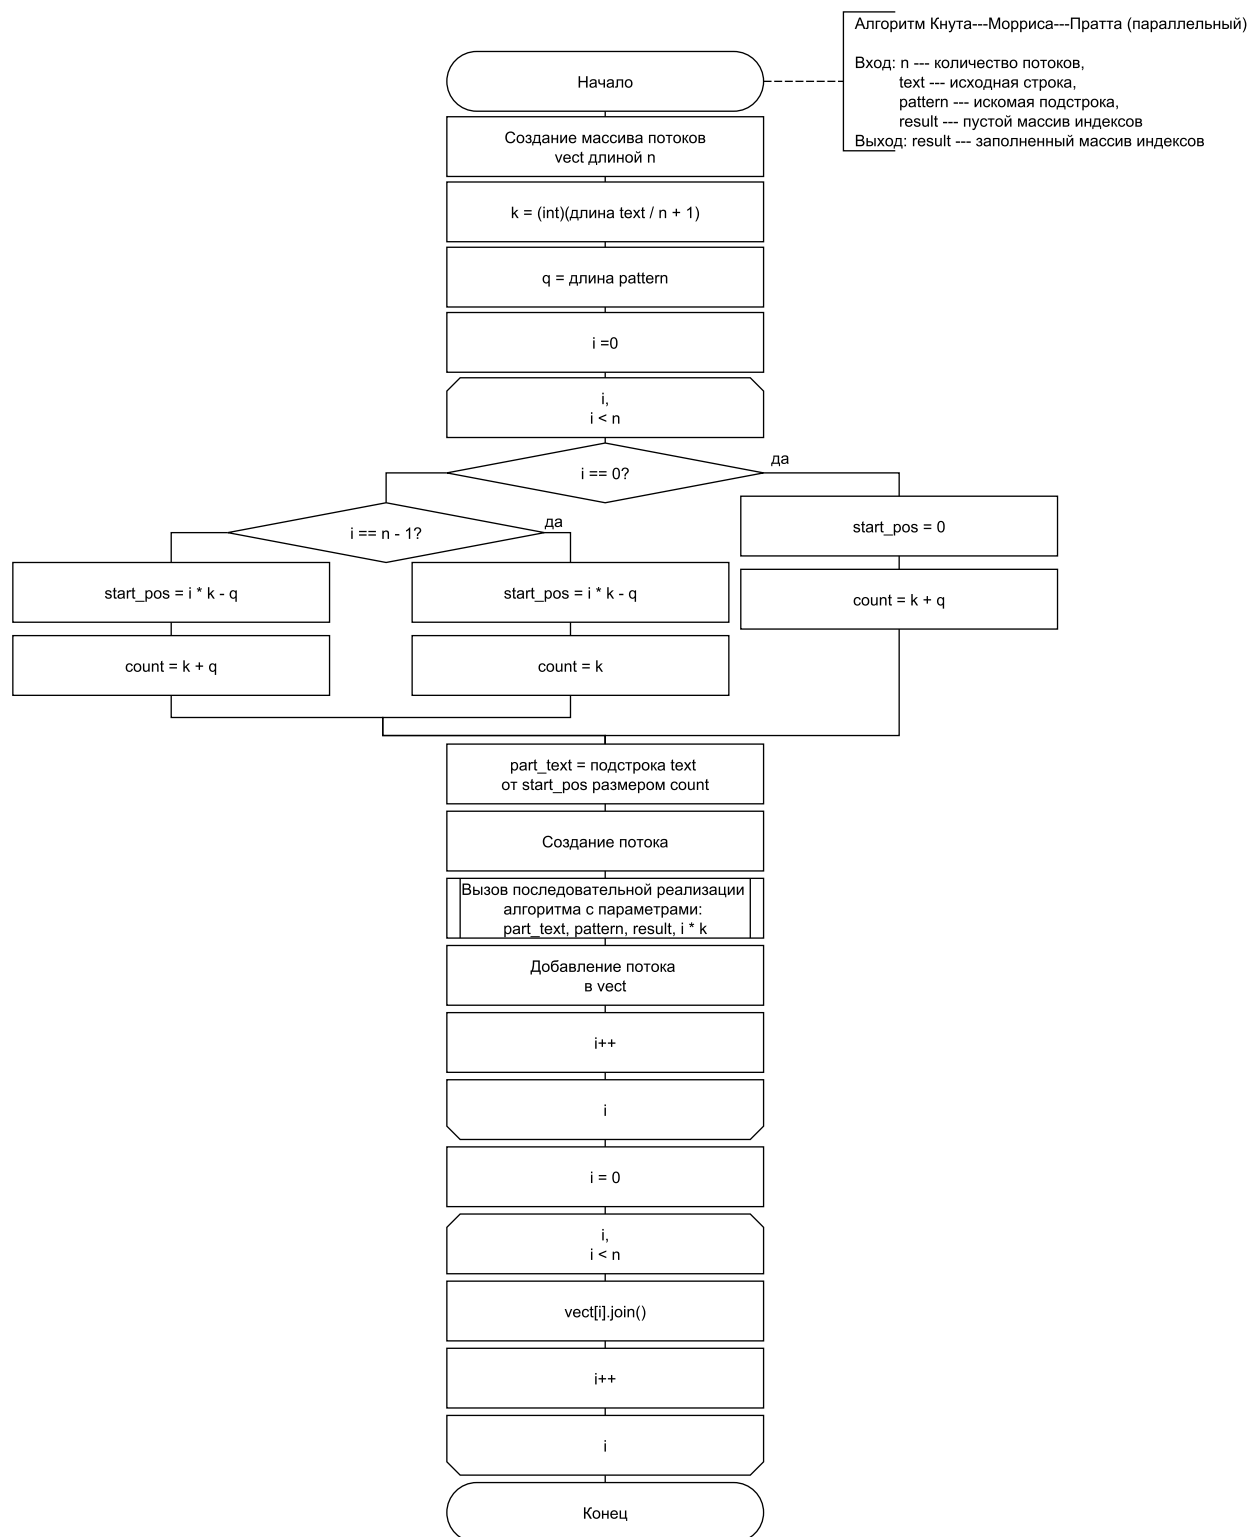 Алгоритм Кнута---Морриса---Пратта (параллельный)
Вход: n --- количество потоков,
text --- исходная строка,
pattern --- искомая подстрока,
result --- пустой массив индексов
Выход: result --- заполненный массив индексов
Начало
Создание массива потоков
vect длиной n
k = (int)(длина text / n + 1)
q = длина pattern
i =0
i,
i < n
i == 0?
да
i == n - 1?
да
start_pos = 0
count = k + q
start_pos = i * k - q
start_pos = i * k - q
count = k + q
count = k
part_text = подстрока text
от start_pos размером count
Создание потока
Вызов последовательной реализации
алгоритма с параметрами:
part_text, pattern, result, i * k
Добавление потока
в vect
i++
i
i = 0
i,
i < n
vect[i].join()
i++
i
Конец